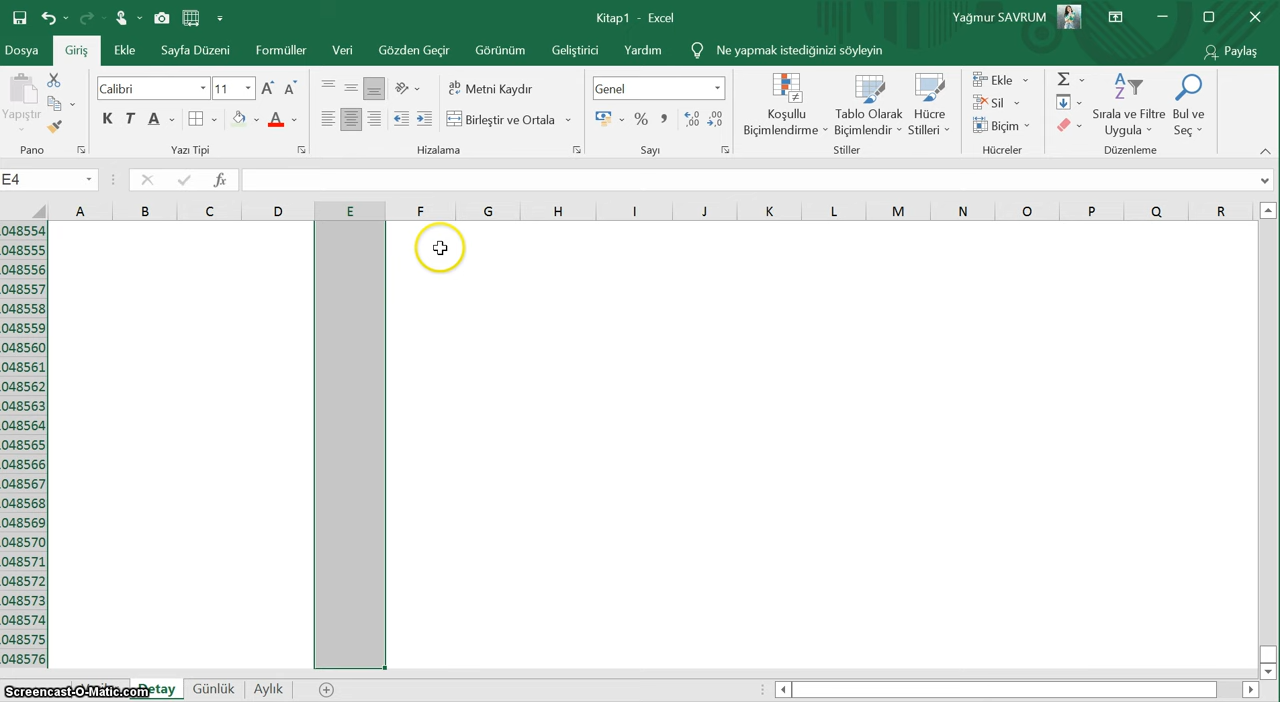 Kitap1 - Excel
Yağmur SAVRUM
Dosya Giriş Ekle Sayfa Düzeni Formüller Veri Gözden Geçir Görünüm Geliştirici Yardım Ne yapmak istediğinizi söyleyin Paylaş
Yapıştır
Calibri 11
K T A A
Metni Kaydır
Birleştir ve Ortala
Genel
%
Koşullu Biçimlendirme
Tablo Olarak Biçimlendir
Hücre Stilleri
Ekle
Sil
Biçim
Sırala ve Filtre Uygula
Bul ve Seç
Pano Yazı Tipi Hizalama Sayı Stiller Hücreler Düzenleme
E4 fx
A B C D E F G H I J K L M N O P Q R
048554
048555
048556
048557
048558
048559
048560
048561
048562
048563
048564
048565
048566
048567
048568
048569
048570
048571
048572
048573
048574
048575
048576
Detay Günlük Aylık
Screencast-O-Matic.com